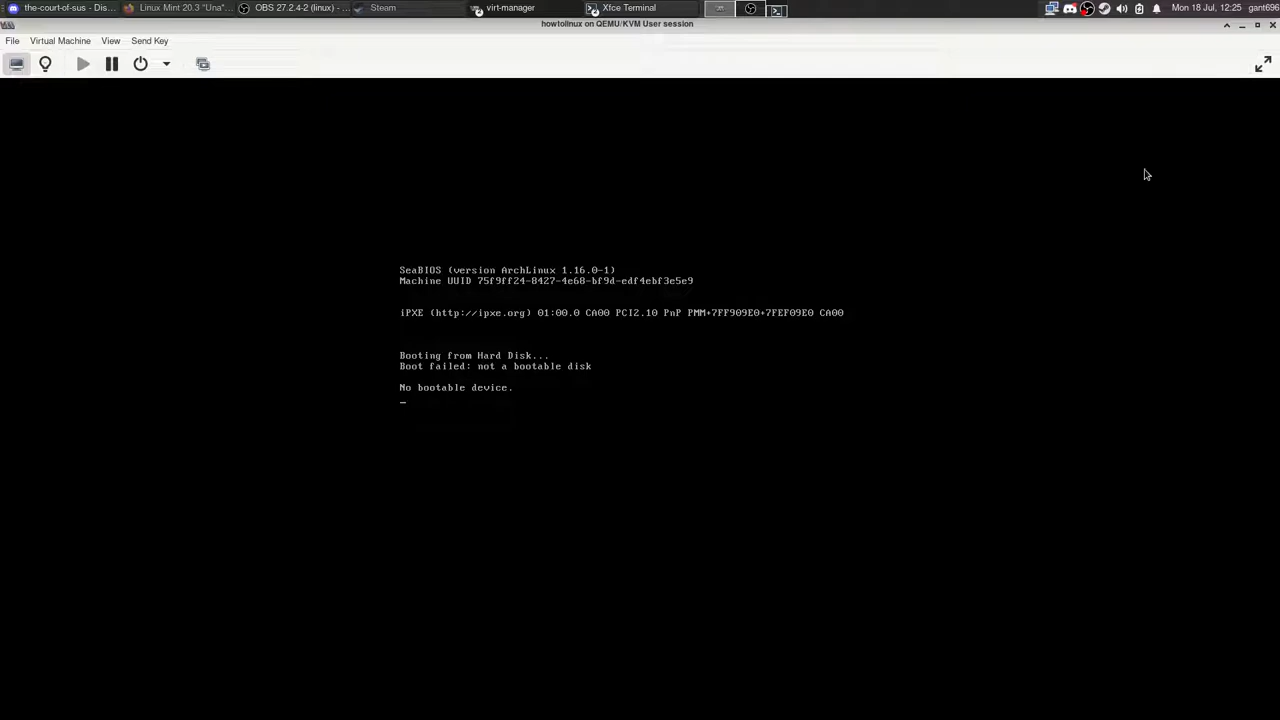 the-court-of-sus - Dis...
Linux Mint 20.3 "Una"...
OBS 27.2.4-2 (linux) - ...
Steam
virt-manager
Xfce Terminal
Mon 18 Jul, 12:25
gant696
howtolinux on QEMU/KVM User session
File
Virtual Machine
View
Send Key
SeaBIOS (version ArchLinux 1.16.0-1)
Machine UUID 75f9ff24-8427-4e68-bf9d-edf4ebf3e5e9
iPXE (http://ipxe.org) 01:00.0 CA00 PCI2.10 PnP PMM+7FF909E0+7FEF09E0 CA00
Booting from Hard Disk...
Boot failed: not a bootable disk
No bootable device.